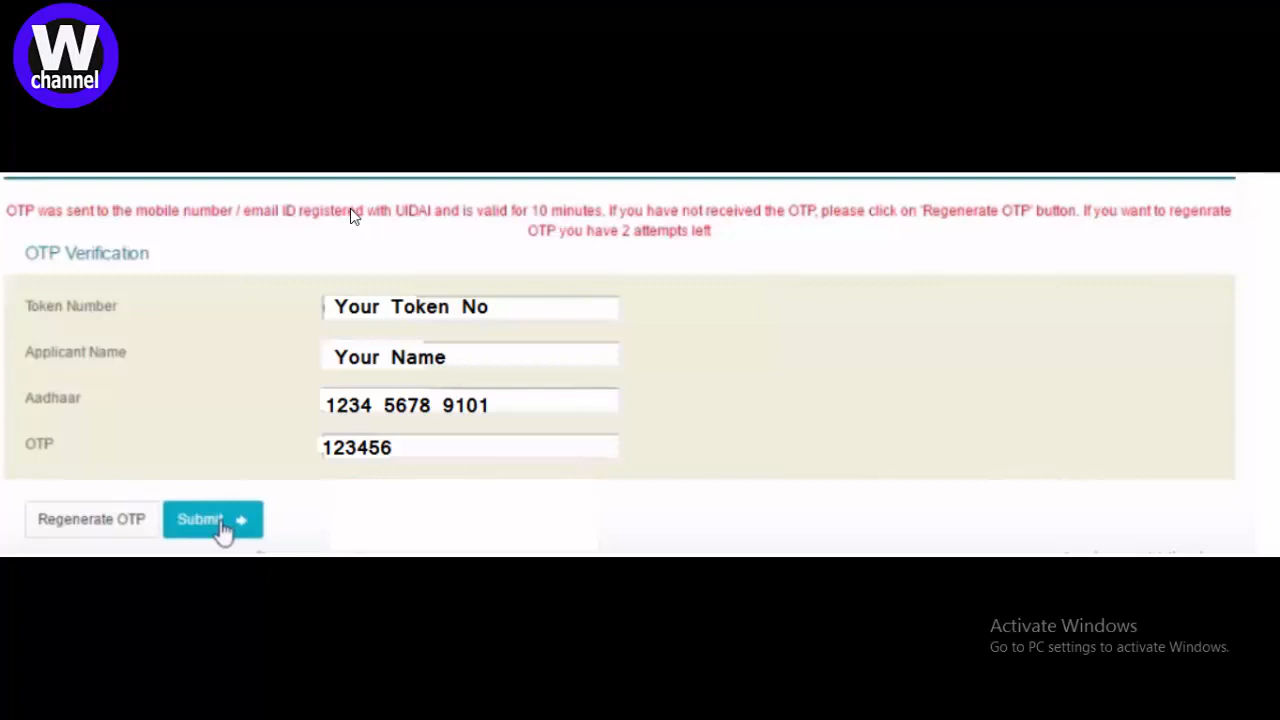 W
channel
OTP was sent to the mobile number / email ID registered with UIDAI and is valid for 10 minutes. If you have not received the OTP, please click on 'Regenerate OTP' button. If you want to regenrate
OTP you have 2 attempts left
OTP Verification
Token Number Your Token No
Applicant Name Your Name
Aadhaar 1234 5678 9101
OTP 123456
Regenerate OTP Submit
Activate Windows
Go to PC settings to activate Windows.